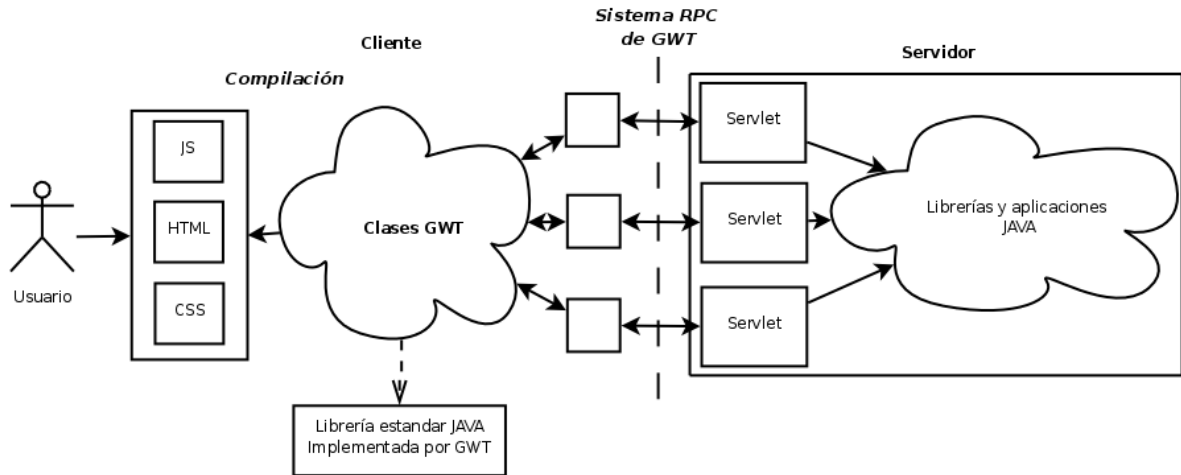 Sistema RPC
de GWT
Cliente
Servidor
Compilación
JS
HTML
CSS
Usuario
Clases GWT
Servlet
Servlet
Servlet
Librerías y aplicaciones
JAVA
Librería estandar JAVA
Implementada por GWT